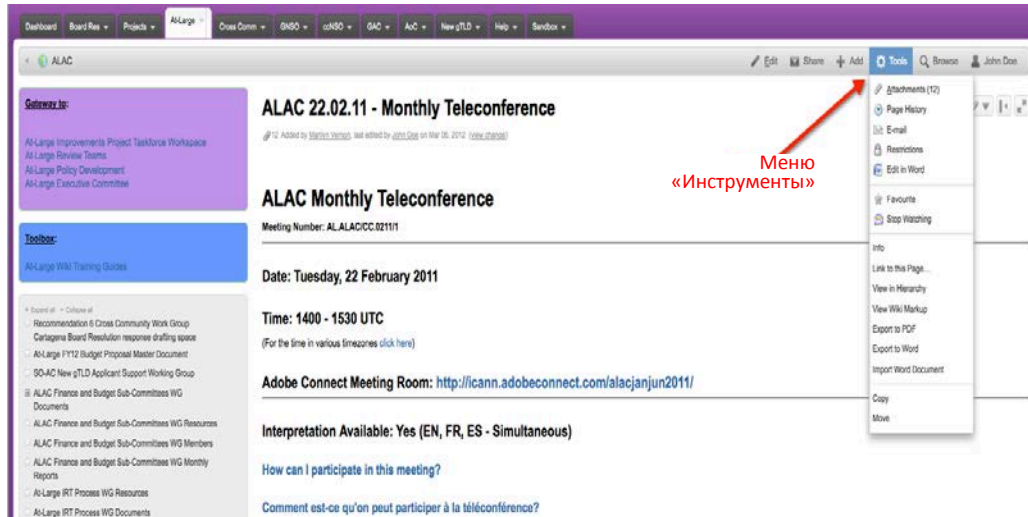 Dashboard Board Res Projects At-Large Cross Comm GNSO ccNSO GAC AoC New gTLD Help Sandbox
ALAC
Edit Share Add Tools Browse John Doe
Gateway to:
At-Large Improvements Project Taskforce Workspace
At-Large Review Teams
At-Large Policy Development
At-Large Executive Committee
Toolbox:
At-Large Wiki Training Guides
Expand all Collapse all
Recommendation 6 Cross Community Work Group
Cartagena Board Resolution response drafting space
At-Large FY12 Budget Proposal Master Document
SO-AC New gTLD Applicant Support Working Group
ALAC Finance and Budget Sub-Committees WG
Documents
ALAC Finance and Budget Sub-Committees WG Resources
ALAC Finance and Budget Sub-Committees WG Members
ALAC Finance and Budget Sub-Committees WG Monthly
Reports
At-Large IRT Process WG Resources
At-Large IRT Process WG Documents
ALAC 22.02.11 - Monthly Teleconference
12 Added by Marilyn Vernon, last edited by John Doe on Mar 06, 2012 (view change)
ALAC Monthly Teleconference
Meeting Number: AL.ALAC/CC.0211/1
Date: Tuesday, 22 February 2011
Time: 1400 - 1530 UTC
(For the time in various timezones click here)
Adobe Connect Meeting Room: http://icann.adobeconnect.com/alacjanjun2011/
Interpretation Available: Yes (EN, FR, ES - Simultaneous)
How can I participate in this meeting?
Comment est-ce qu'on peut participer à la téléconférence?
Меню
«Инструменты»
Attachments (12)
Page History
E-mail
Restrictions
Edit in Word
Favourite
Stop Watching
Info
Link to this Page...
View in Hierarchy
View Wiki Markup
Export to PDF
Export to Word
Import Word Document
Copy
Move